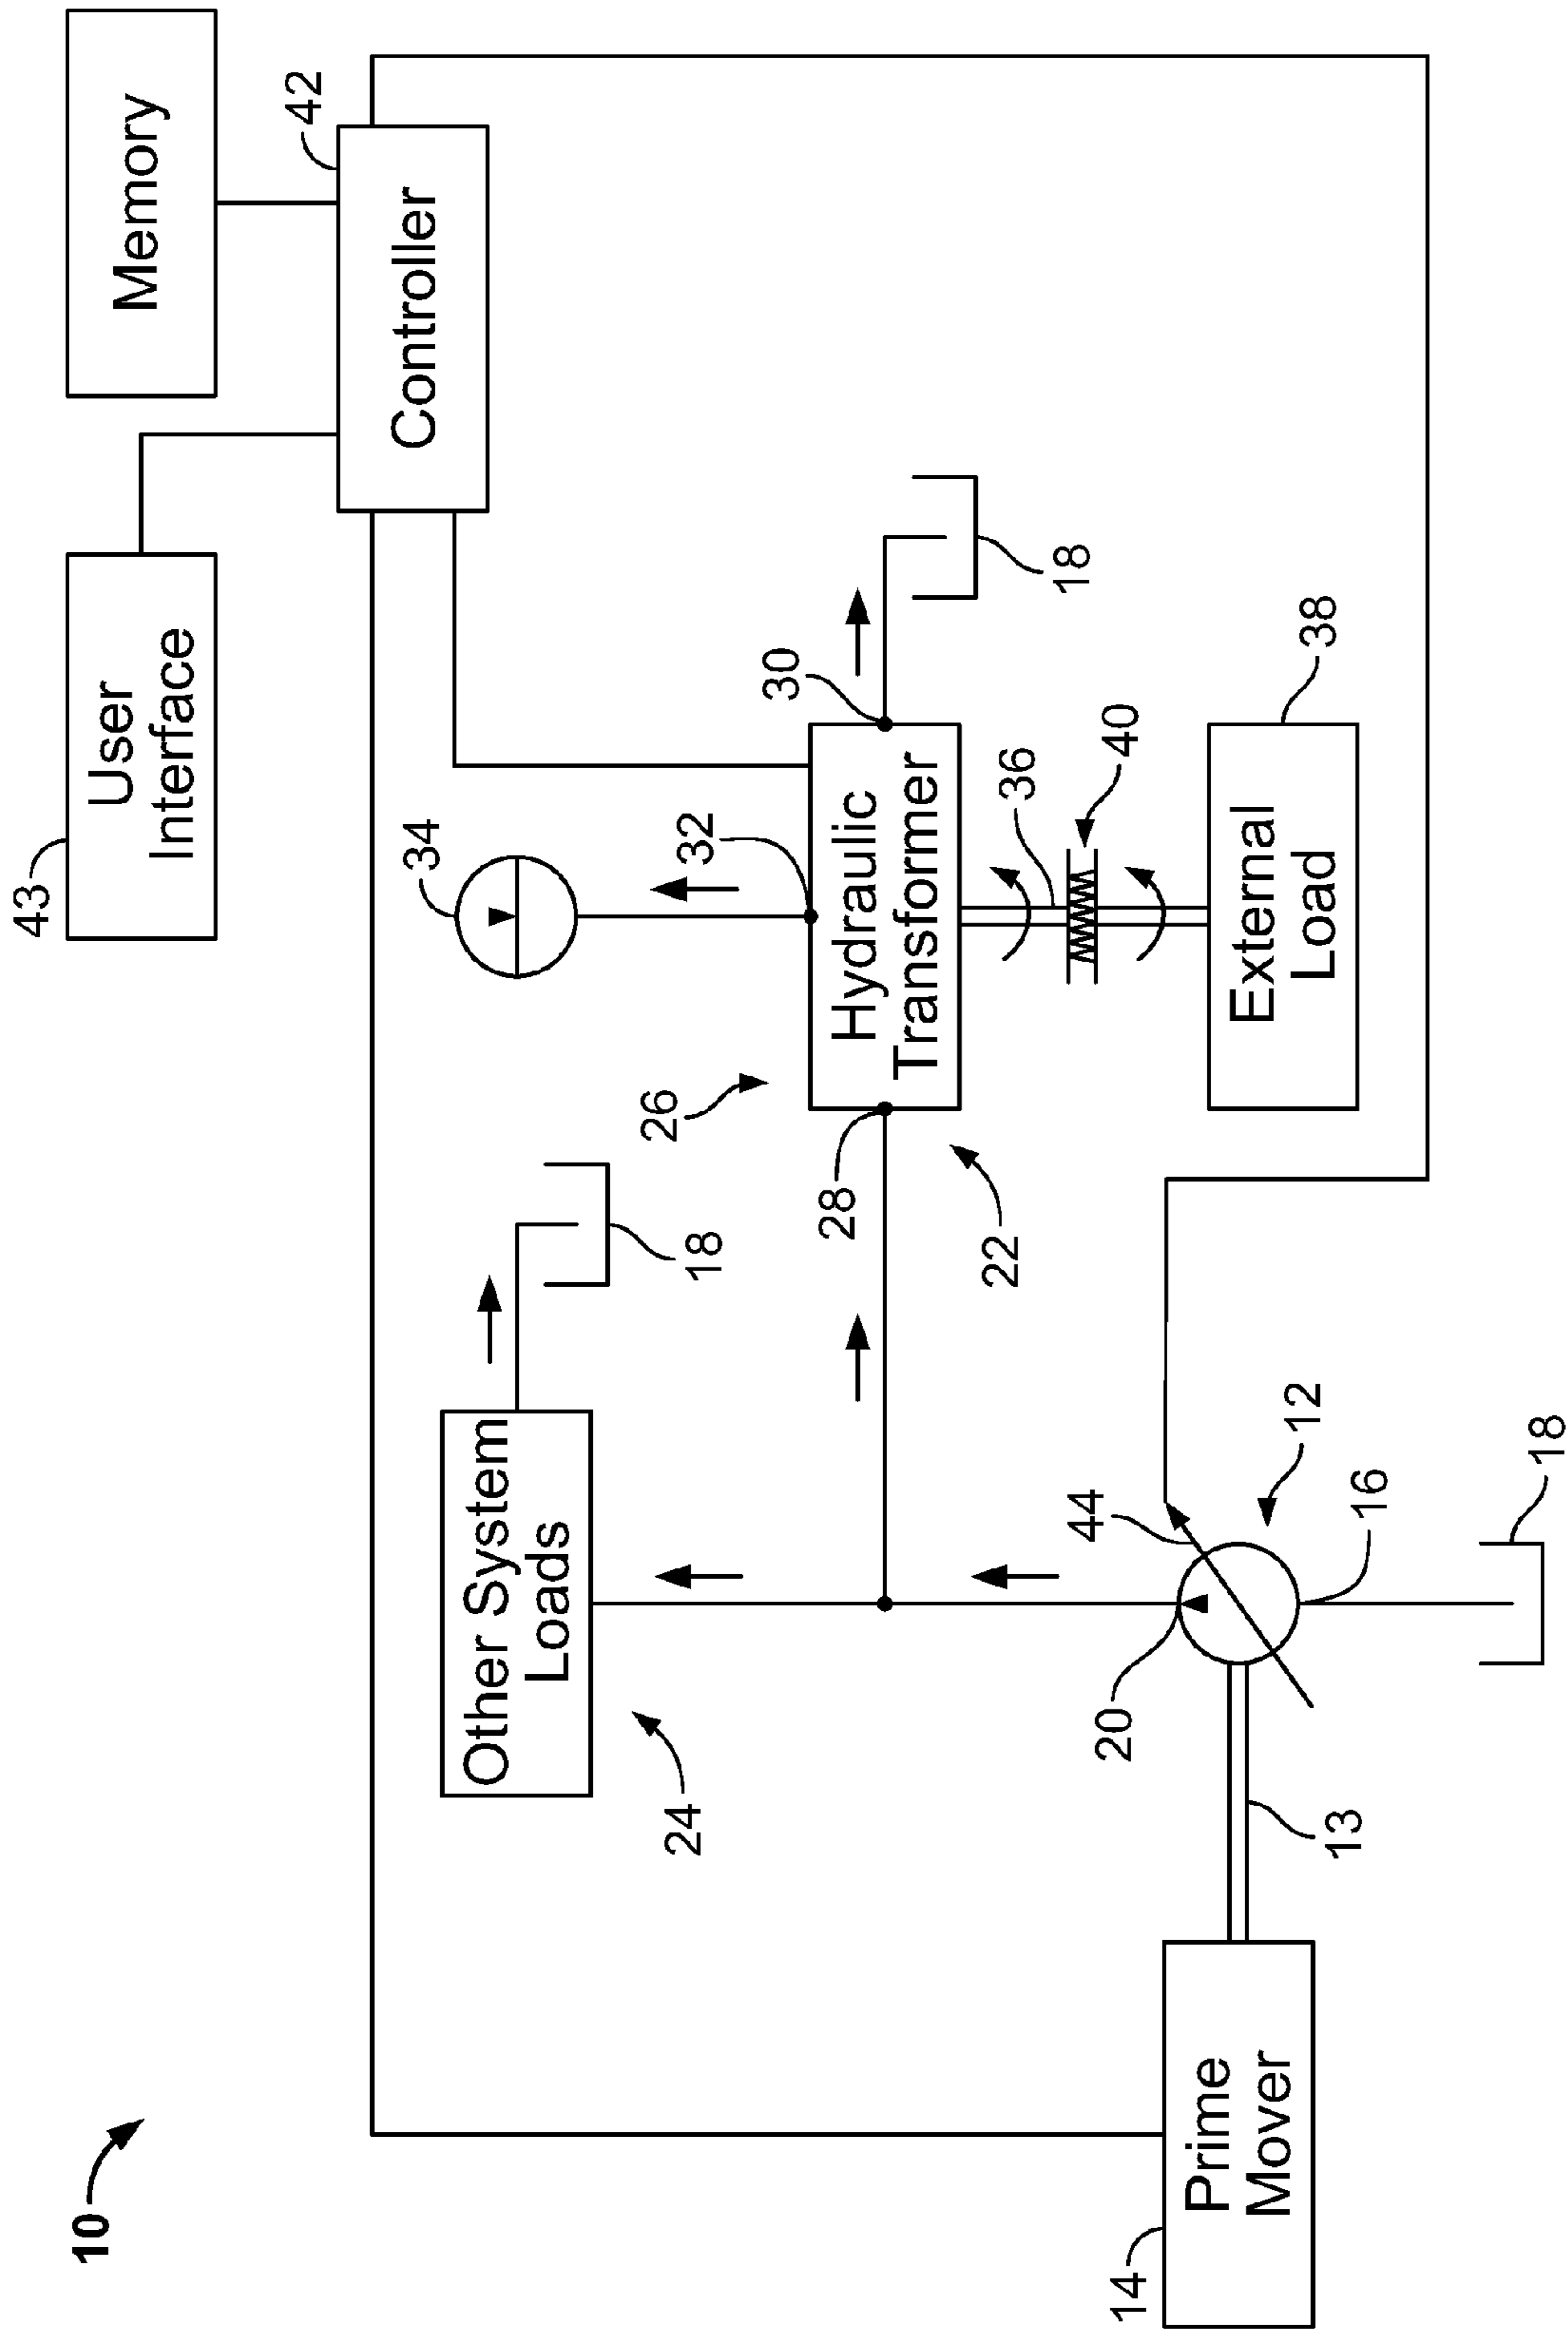 10
43
User
Interface
Memory
42
Controller
34
Other System
Loads
24
26
32
18
30
28
Hydraulic
Transformer
22
36
18
44
20
40
14
Prime
Mover
External
Load
12
38
13
16
18